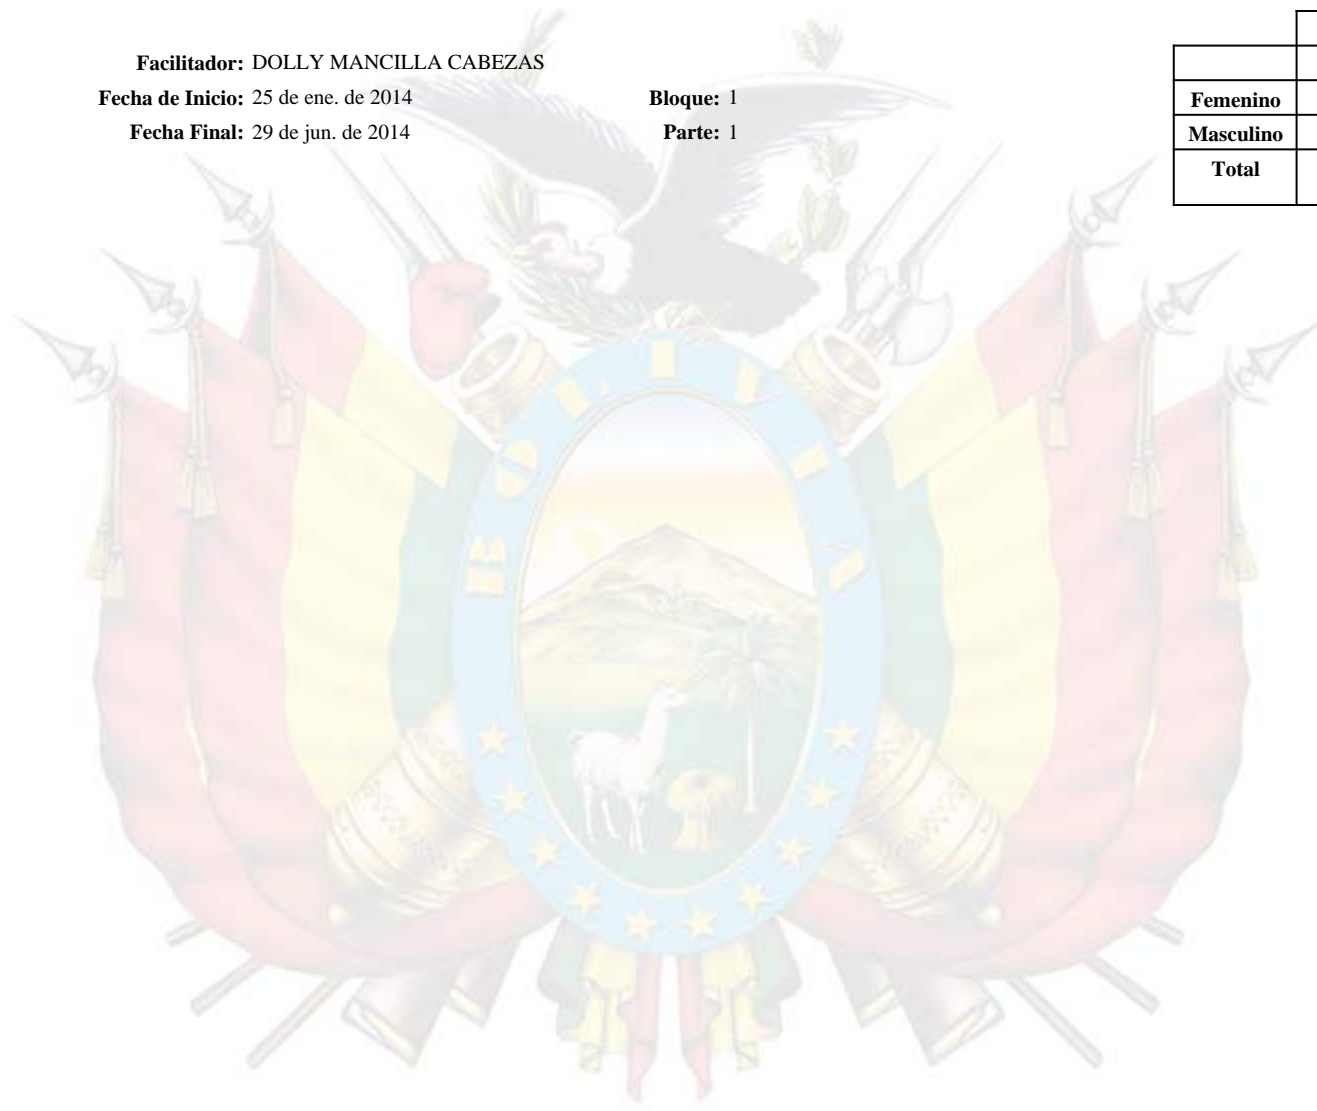 Facilitador: DOLLY MANCILLA CABEZAS
Fecha de Inicio: 25 de ene. de 2014
Bloque: 1
Fecha Final: 29 de jun. de 2014
Parte: 1
Femenino
Masculino
Total
BOLIVIA